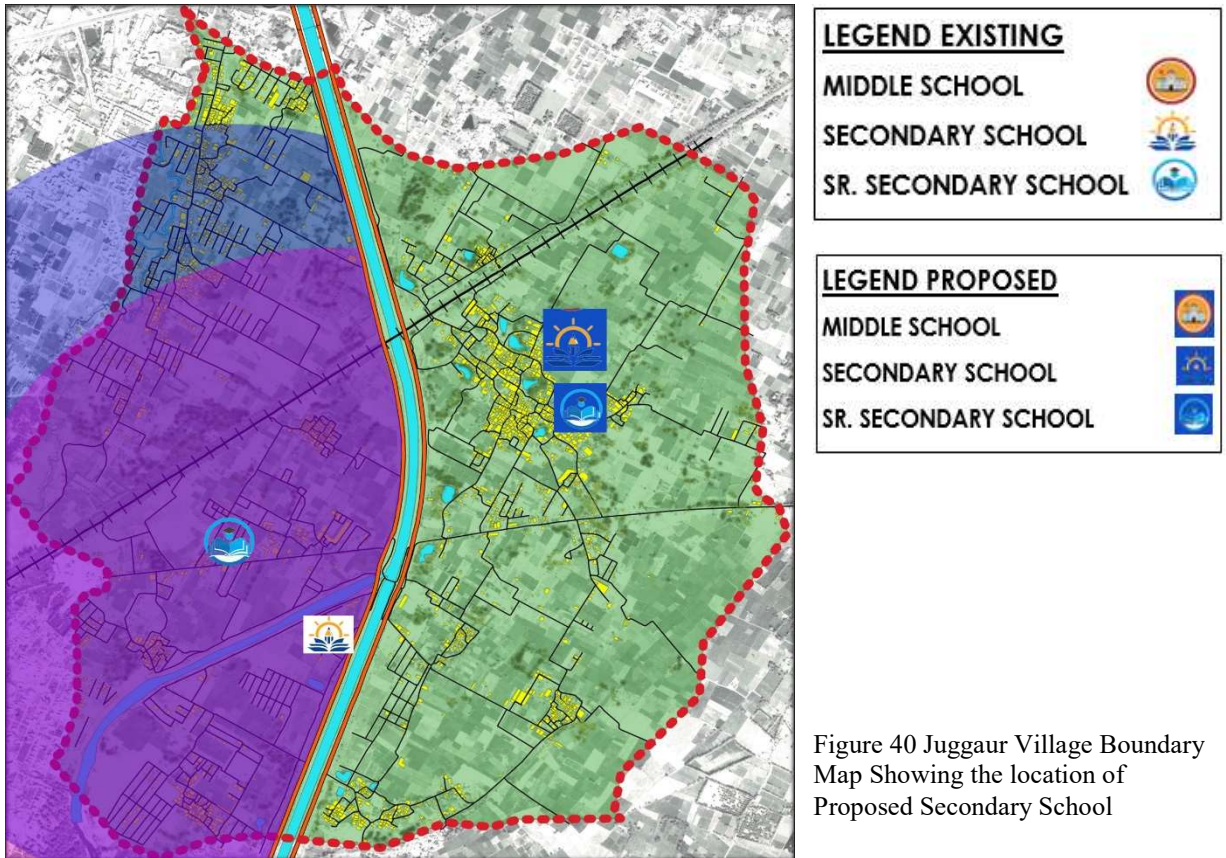 LEGEND EXISTING
MIDDLE SCHOOL
SECONDARY SCHOOL
SR. SECONDARY SCHOOL
LEGEND PROPOSED
MIDDLE SCHOOL
SECONDARY SCHOOL
SR. SECONDARY SCHOOL
Figure 40 Juggaur Village Boundary
Map Showing the location of
Proposed Secondary School